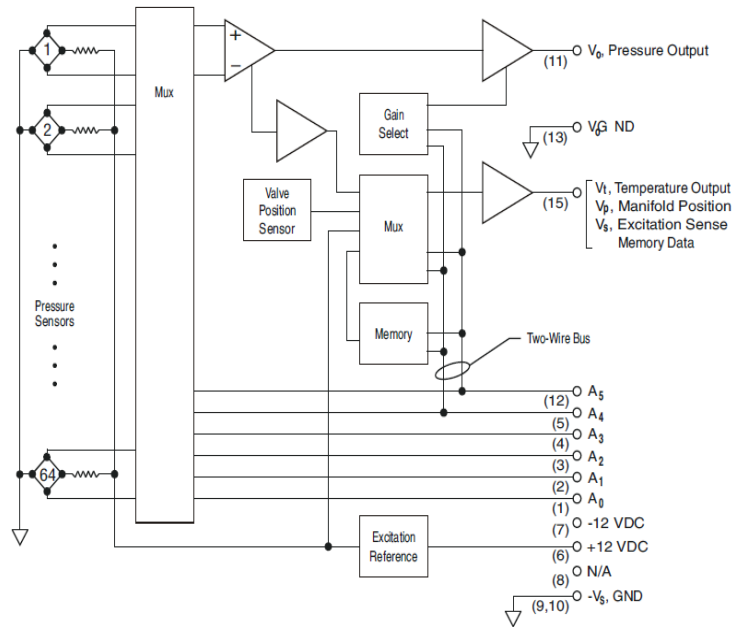 1
2
64
Pressure
Sensors
Mux
+
−
Gain
Select
Valve
Position
Sensor
Mux
Memory
Two-Wire Bus
Excitation
Reference
(11) Vo, Pressure Output
(13) VoG ND
(15) Vt, Temperature Output
Vp, Manifold Position
Vs, Excitation Sense
Memory Data
(12) A5
(5) A4
(4) A3
(3) A2
(2) A1
(1) A0
(7) -12 VDC
(6) +12 VDC
(8) N/A
(9,10) -Vs, GND